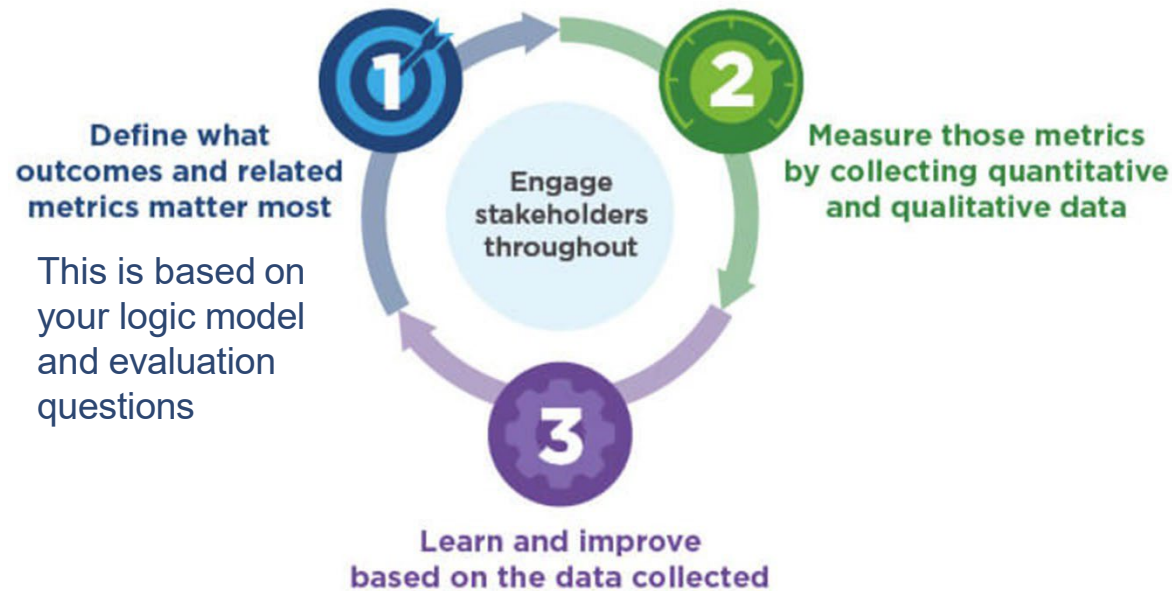 1
Define what
outcomes and related
metrics matter most
This is based on
your logic model
and evaluation
questions
2
Measure those metrics
by collecting quantitative
and qualitative data
Engage
stakeholders
throughout
3
Learn and improve
based on the data collected